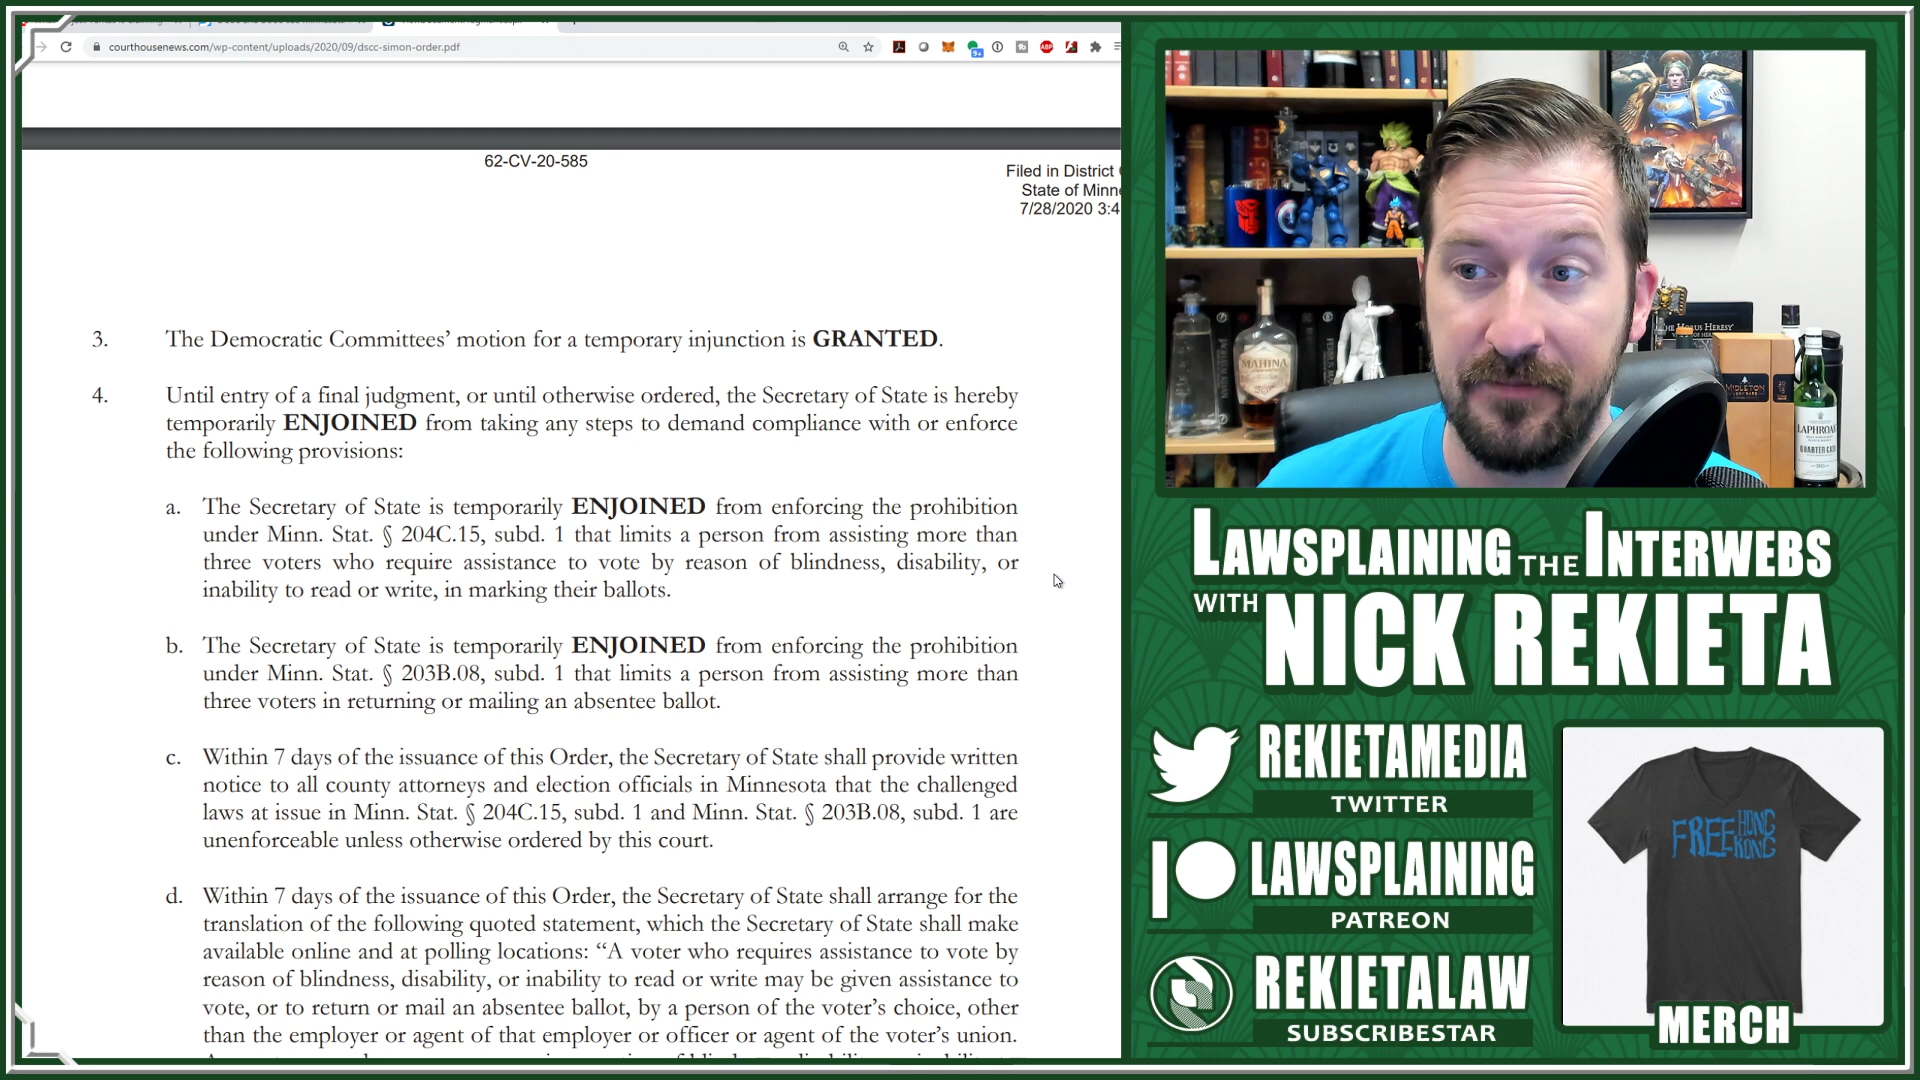 courthousenews.com/wp-content/uploads/2020/09/dscc-simon-order.pdf
ABP
62-CV-20-585
Filed in District
State of Minne
7/28/2020 3:4
3. The Democratic Committees’ motion for a temporary injunction is GRANTED.
4. Until entry of a final judgment, or until otherwise ordered, the Secretary of State is hereby
temporarily ENJOINED from taking any steps to demand compliance with or enforce
the following provisions:
a. The Secretary of State is temporarily ENJOINED from enforcing the prohibition
under Minn. Stat. § 204C.15, subd. 1 that limits a person from assisting more than
three voters who require assistance to vote by reason of blindness, disability, or
inability to read or write, in marking their ballots.
b. The Secretary of State is temporarily ENJOINED from enforcing the prohibition
under Minn. Stat. § 203B.08, subd. 1 that limits a person from assisting more than
three voters in returning or mailing an absentee ballot.
c. Within 7 days of the issuance of this Order, the Secretary of State shall provide written
notice to all county attorneys and election officials in Minnesota that the challenged
laws at issue in Minn. Stat. § 204C.15, subd. 1 and Minn. Stat. § 203B.08, subd. 1 are
unenforceable unless otherwise ordered by this court.
d. Within 7 days of the issuance of this Order, the Secretary of State shall arrange for the
translation of the following quoted statement, which the Secretary of State shall make
available online and at polling locations: “A voter who requires assistance to vote by
reason of blindness, disability, or inability to read or write may be given assistance to
vote, or to return or mail an absentee ballot, by a person of the voter’s choice, other
than the employer or agent of that employer or officer or agent of the voter’s union.
MAHINA
HORUS HERESY
MIDLETON
LAPHROAI
QUARTER CASK
LAWSPLAINING THE INTERWEBS
WITH NICK REKIETA
REKIETAMEDIA
TWITTER
LAWSPLAINING
PATREON
REKIETALAW
SUBSCRIBESTAR
FREE HONG KONG
MERCH